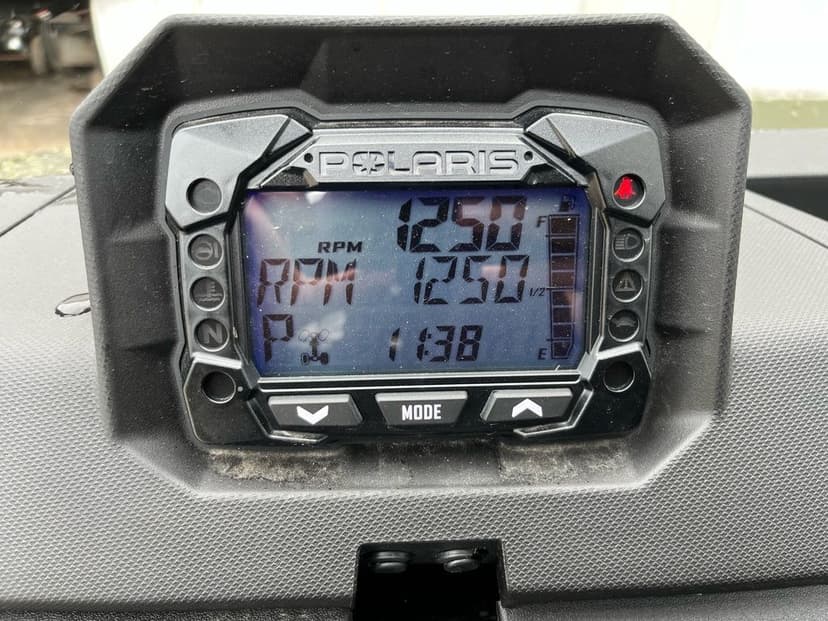 POLARIS
1250
RPM
F
RPM 1250
1/2
P 11:38
E
N
MODE